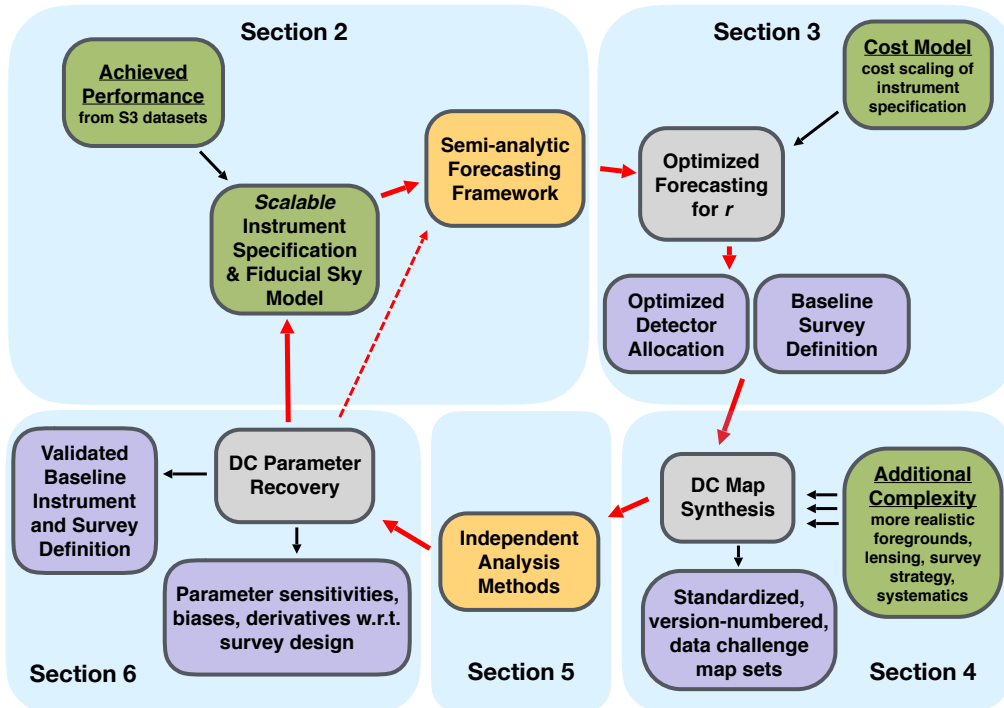 Section 2
Achieved
Performance
from S3 datasets
Semi-analytic
Forecasting
Framework
Scalable
Instrument
Specification
& Fiducial Sky
Model
Section 3
Cost Model
cost scaling of
instrument
specification
Optimized
Forecasting
for r
Optimized
Detector
Allocation
Baseline
Survey
Definition
Validated
Baseline
Instrument
and Survey
Definition
DC Parameter
Recovery
Parameter sensitivities,
biases, derivatives w.r.t.
survey design
Section 6
Independent
Analysis
Methods
Section 5
DC Map
Synthesis
Additional
Complexity
more realistic
foregrounds,
lensing, survey
strategy,
systematics
Standardized,
version-numbered,
data challenge
map sets
Section 4